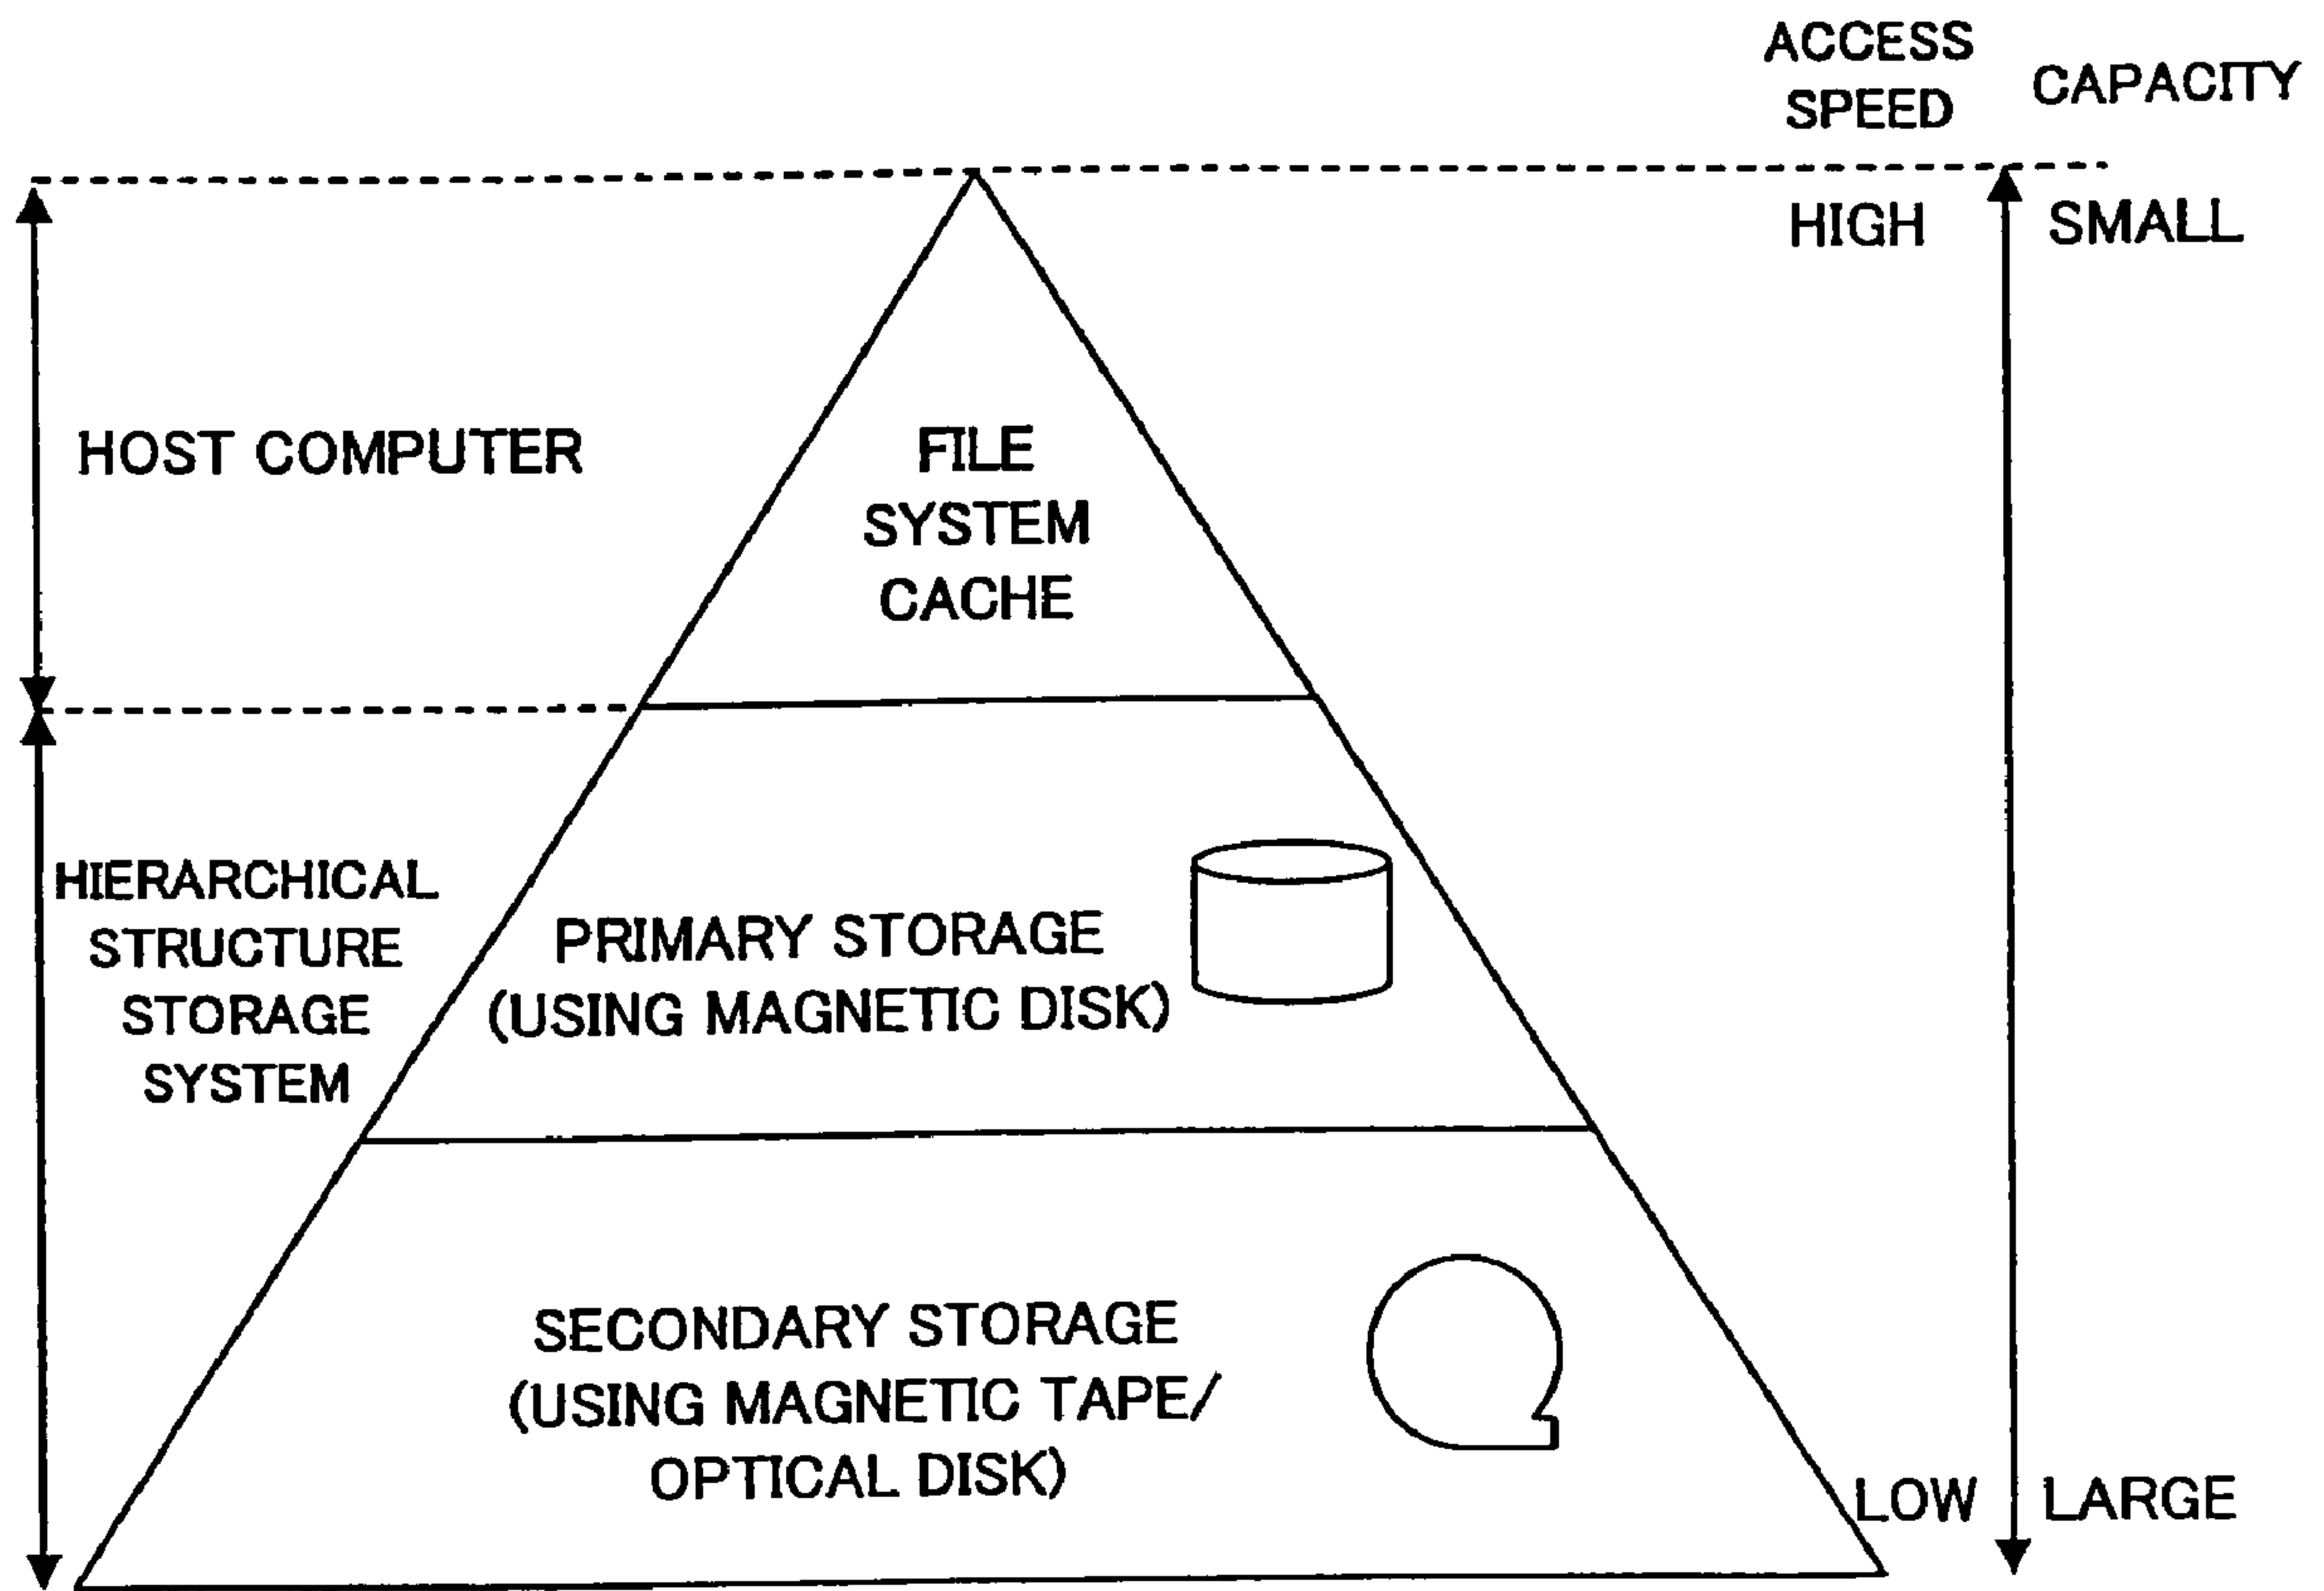 ACCESS
SPEED
CAPACITY
HIGH
SMALL
HOST COMPUTER
FILE
SYSTEM
CACHE
HIERARCHICAL
STRUCTURE
STORAGE
SYSTEM
PRIMARY STORAGE
(USING MAGNETIC DISK)
SECONDARY STORAGE
(USING MAGNETIC TAPE/
OPTICAL DISK)
LOW
LARGE